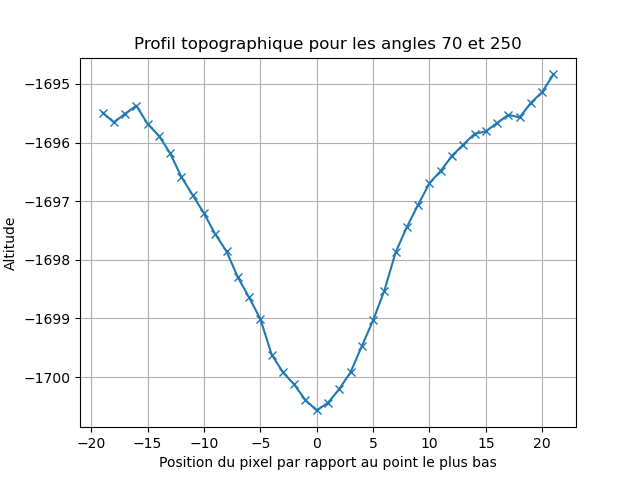 Profil topographique pour les angles 70 et 250
Altitude
−1695
−1696
−1697
−1698
−1699
−1700
−20 −15 −10 −5 0 5 10 15 20
Position du pixel par rapport au point le plus bas